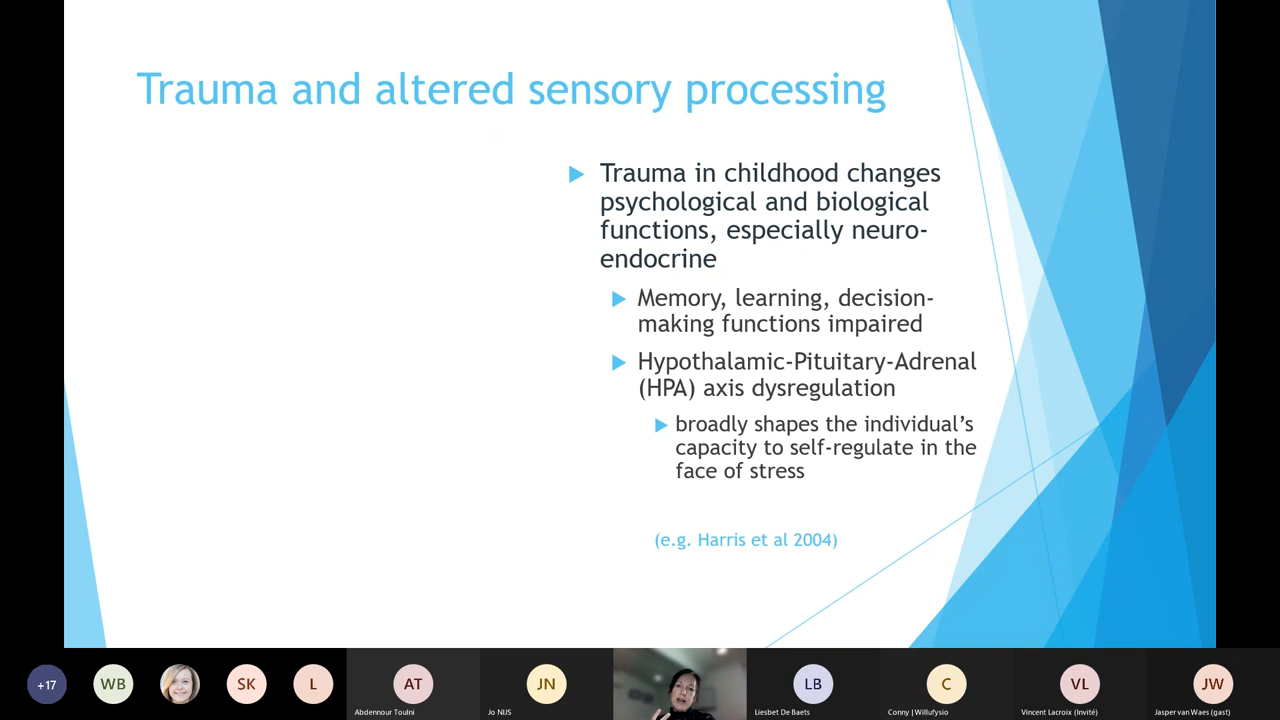 Trauma and altered sensory processing
Trauma in childhood changes
psychological and biological
functions, especially neuro-
endocrine
Memory, learning, decision-
making functions impaired
Hypothalamic-Pituitary-Adrenal
(HPA) axis dysregulation
broadly shapes the individual’s
capacity to self-regulate in the
face of stress
(e.g. Harris et al 2004)
+17 WB SK L AT JN LB C VL JW
Abdennour Toulni Jo NIJS Liesbet De Baets Conny | Willufysio Vincent Lacroix (Invité) Jasper van Waes (gast)